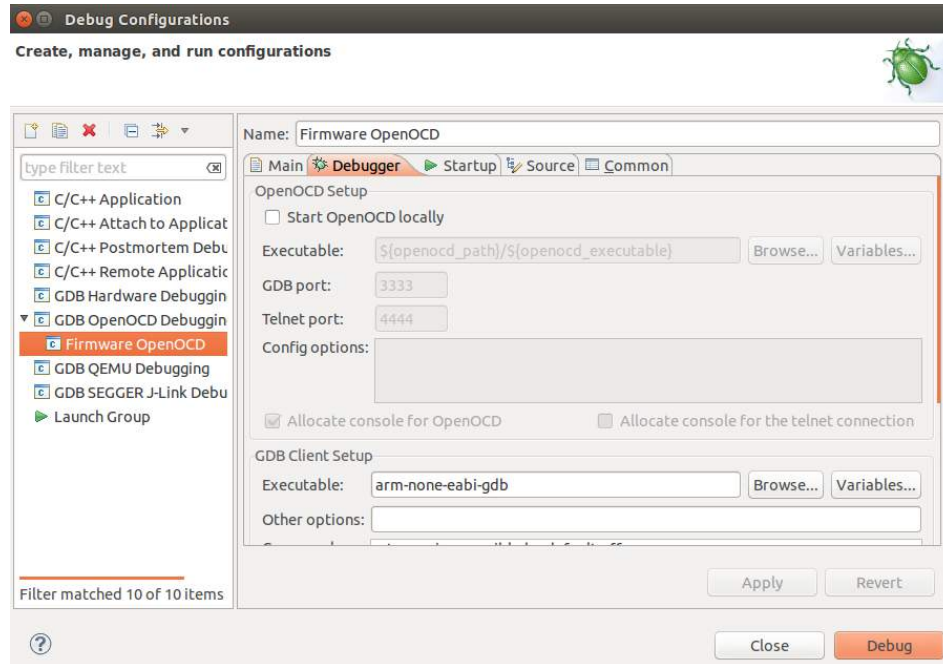 Debug Configurations
Create, manage, and run configurations
Name: Firmware OpenOCD
type filter text
C/C++ Application
C/C++ Attach to Applicat
C/C++ Postmortem Debu
C/C++ Remote Applicatic
GDB Hardware Debuggin
GDB OpenOCD Debuggin
Firmware OpenOCD
GDB QEMU Debugging
GDB SEGGER J-Link Debu
Launch Group
Filter matched 10 of 10 items
Main Debugger Startup Source Common
OpenOCD Setup
Start OpenOCD locally
Executable: ${openocd_path}/${openocd_executable} Browse... Variables...
GDB port: 3333
Telnet port: 4444
Config options:
Allocate console for OpenOCD Allocate console for the telnet connection
GDB Client Setup
Executable: arm-none-eabi-gdb Browse... Variables...
Other options:
Apply Revert
? Close Debug